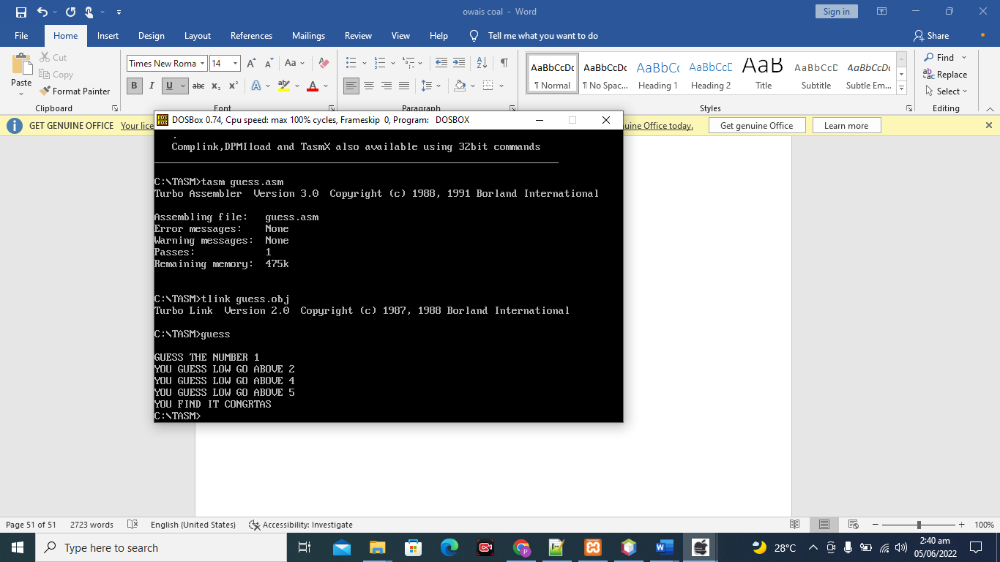 owais coal - Word
Sign in
File Home Insert Design Layout References Mailings Review View Help Tell me what you want to do Share
Paste
Cut
Copy
Format Painter
Clipboard
Times New Roma 14
Font
Paragraph
AaBbCcDc ¶ Normal
AaBbCcDc ¶ No Spac...
AaBbCc Heading 1
AaBbCcD Heading 2
AaB Title
AaBbCcD Subtitle
AaBbCcDc Subtle Em...
Styles
Find
Replace
Select
Editing
GET GENUINE OFFICE Your lice
uine Office today. Get genuine Office Learn more
DOSBox 0.74, Cpu speed: max 100% cycles, Frameskip 0, Program: DOSBOX
.
Complink,DPMIload and TasmX also available using 32bit commands
C:\TASM>tasm guess.asm
Turbo Assembler Version 3.0 Copyright (c) 1988, 1991 Borland International
Assembling file: guess.asm
Error messages: None
Warning messages: None
Passes: 1
Remaining memory: 475k
C:\TASM>tlink guess.obj
Turbo Link Version 2.0 Copyright (c) 1987, 1988 Borland International
C:\TASM>guess
GUESS THE NUMBER 1
YOU GUESS LOW GO ABOVE 2
YOU GUESS LOW GO ABOVE 4
YOU GUESS LOW GO ABOVE 5
YOU FIND IT CONGRTAS
C:\TASM>
Page 51 of 51 2723 words English (United States) Accessibility: Investigate 100%
Type here to search
28°C
2:40 am
05/06/2022